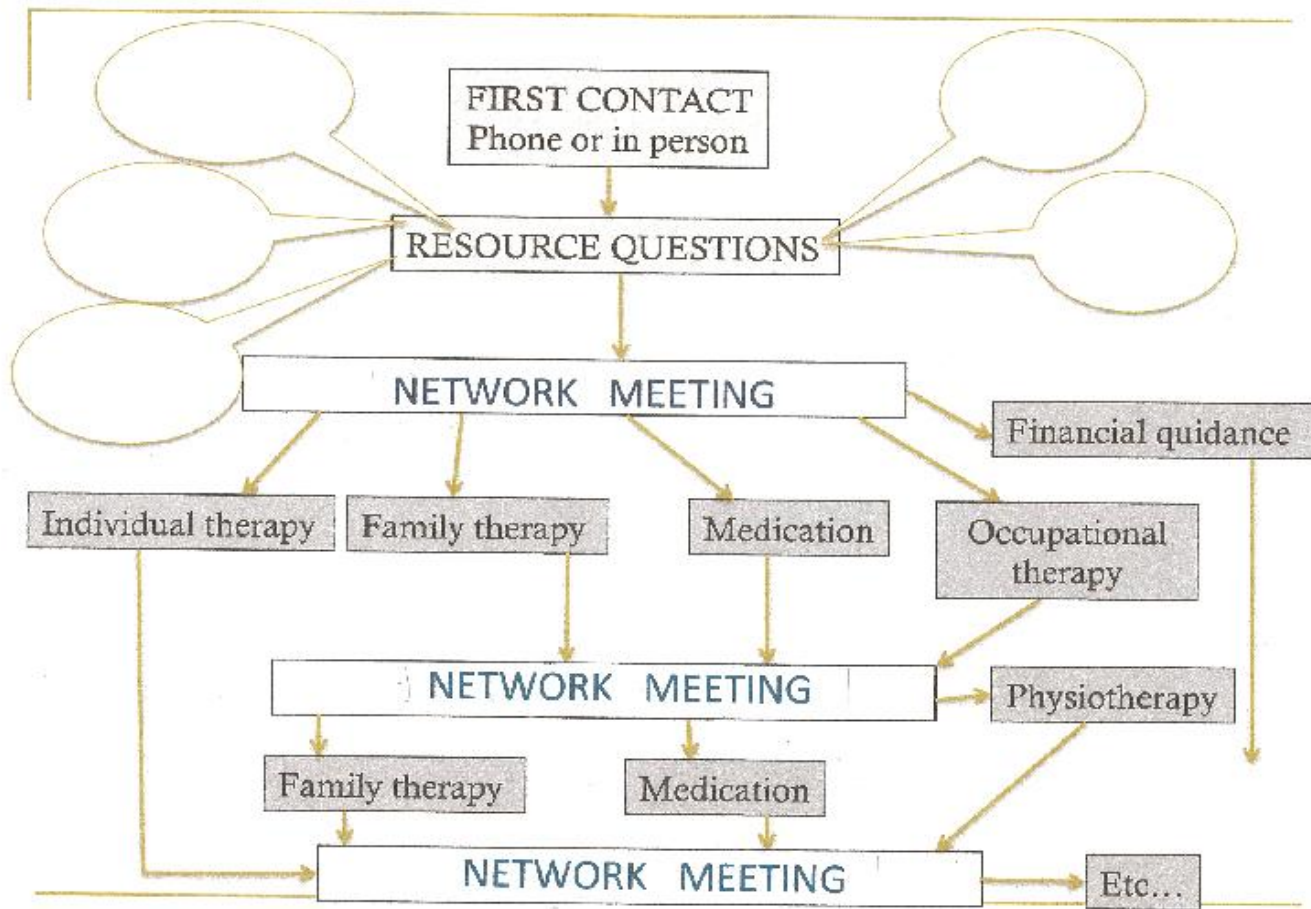 FIRST CONTACT
Phone or in person
RESOURCE QUESTIONS
NETWORK MEETING
Financial quidance
Individual therapy
Family therapy
Medication
Occupational
therapy
NETWORK MEETING
Physiotherapy
Family therapy
Medication
NETWORK MEETING
Etc...